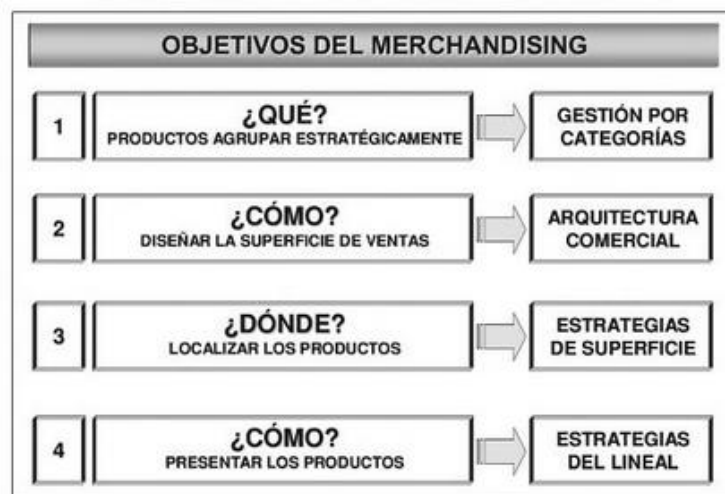 OBJETIVOS DEL MERCHANDISING
1
¿QUÉ?
PRODUCTOS AGRUPAR ESTRATÉGICAMENTE
GESTIÓN POR
CATEGORÍAS
2
¿CÓMO?
DISEÑAR LA SUPERFICIE DE VENTAS
ARQUITECTURA
COMERCIAL
3
¿DÓNDE?
LOCALIZAR LOS PRODUCTOS
ESTRATEGIAS
DE SUPERFICIE
4
¿CÓMO?
PRESENTAR LOS PRODUCTOS
ESTRATEGIAS
DEL LINEAL